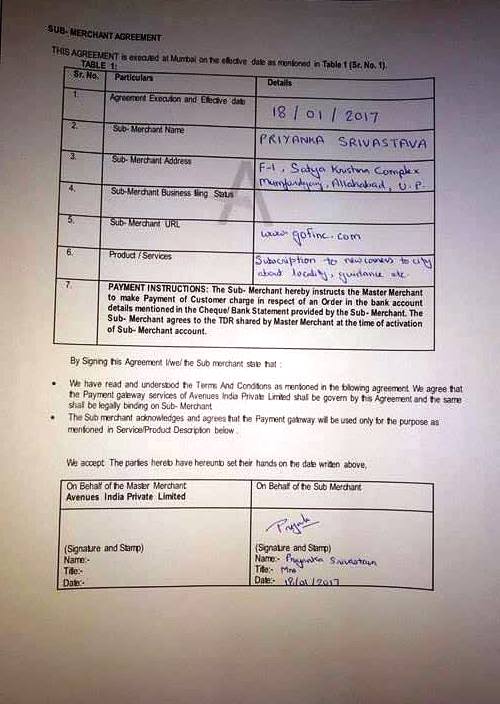 SUB- MERCHANT AGREEMENT
THIS AGREEMENT is executed at Mumbai on the effective date as mentioned in Table 1 (Sr. No. 1).
TABLE 1:
Sr. No. Particulars Details
1. Agreement Execution and Effective date 18/01/2017
2. Sub- Merchant Name PRIYANKA SRIVASTAVA
3. Sub- Merchant Address F-1, Satya Krishna Complex
Allahabad, U.P.
4. Sub-Merchant Business filing Status
5. Sub- Merchant URL www.gofinc.com
6. Product / Services Subscription to newcomers to city
about locality, guidance etc.
7. PAYMENT INSTRUCTIONS: The Sub- Merchant hereby instructs the Master Merchant
to make Payment of Customer charge in respect of an Order in the bank account
details mentioned in the Cheque/ Bank Statement provided by the Sub- Merchant. The
Sub- Merchant agrees to the TDR shared by Master Merchant at the time of activation
of Sub- Merchant account.
By Signing this Agreement I/we/ the Sub merchant state that :
• We have read and understood the Terms And Conditions as mentioned in the following agreement. We agree that
the Payment gateway services of Avenues India Private Limited shall be govern by this Agreement and the same
shall be legally binding on Sub- Merchant
• The Sub merchant acknowledges and agrees that the Payment gateway will be used only for the purpose as
mentioned in Service/Product Description below .
We accept The parties hereto have hereunto set their hands on the date written above,
On Behalf of the Master Merchant
Avenues India Private Limited
On Behalf of the Sub Merchant
(Signature and Stamp)
Name:-
Title:-
Date:-
(Signature and Stamp)
Name:- Priyanka Srivastava
Title:- Mrs
Date:- 18/01/2017
A